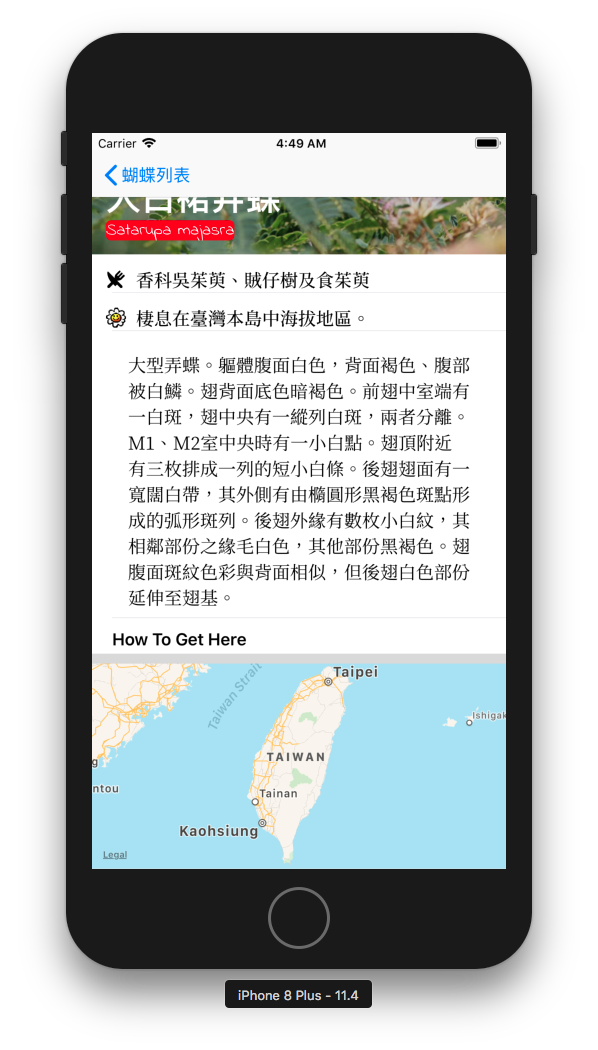 Carrier
4:49 AM
蝴蝶列表
大白裙弄蝶
Satarupa majasra
香科吳茱萸、賊仔樹及食茱萸
棲息在臺灣本島中海拔地區。
大型弄蝶。軀體腹面白色，背面褐色、腹部
被白鱗。翅背面底色暗褐色。前翅中室端有
一白斑，翅中央有一縱列白斑，兩者分離。
M1、M2室中央時有一小白點。翅頂附近
有三枚排成一列的短小白條。後翅翅面有一
寬闊白帶，其外側有由橢圓形黑褐色斑點形
成的弧形斑列。後翅外緣有數枚小白紋，其
相鄰部份之緣毛白色，其他部份黑褐色。翅
腹面斑紋色彩與背面相似，但後翅白色部份
延伸至翅基。
How To Get Here
Taiwan Strait
Taipei
Ishigak
TAIWAN
g
ntou
Tainan
Kaohsiung
Legal
iPhone 8 Plus - 11.4